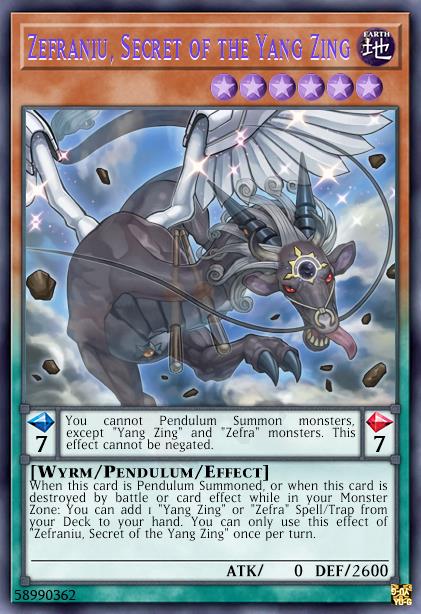 Zefraniu, Secret of the Yang Zing
EARTH
地
You cannot Pendulum Summon monsters,
except "Yang Zing" and "Zefra" monsters. This
effect cannot be negated.
7
7
[Wyrm/Pendulum/Effect]
When this card is Pendulum Summoned, or when this card is
destroyed by battle or card effect while in your Monster
Zone: You can add 1 "Yang Zing" or "Zefra" Spell/Trap from
your Deck to your hand. You can only use this effect of
"Zefraniu, Secret of the Yang Zing" once per turn.
ATK/ 0 DEF/2600
58990362